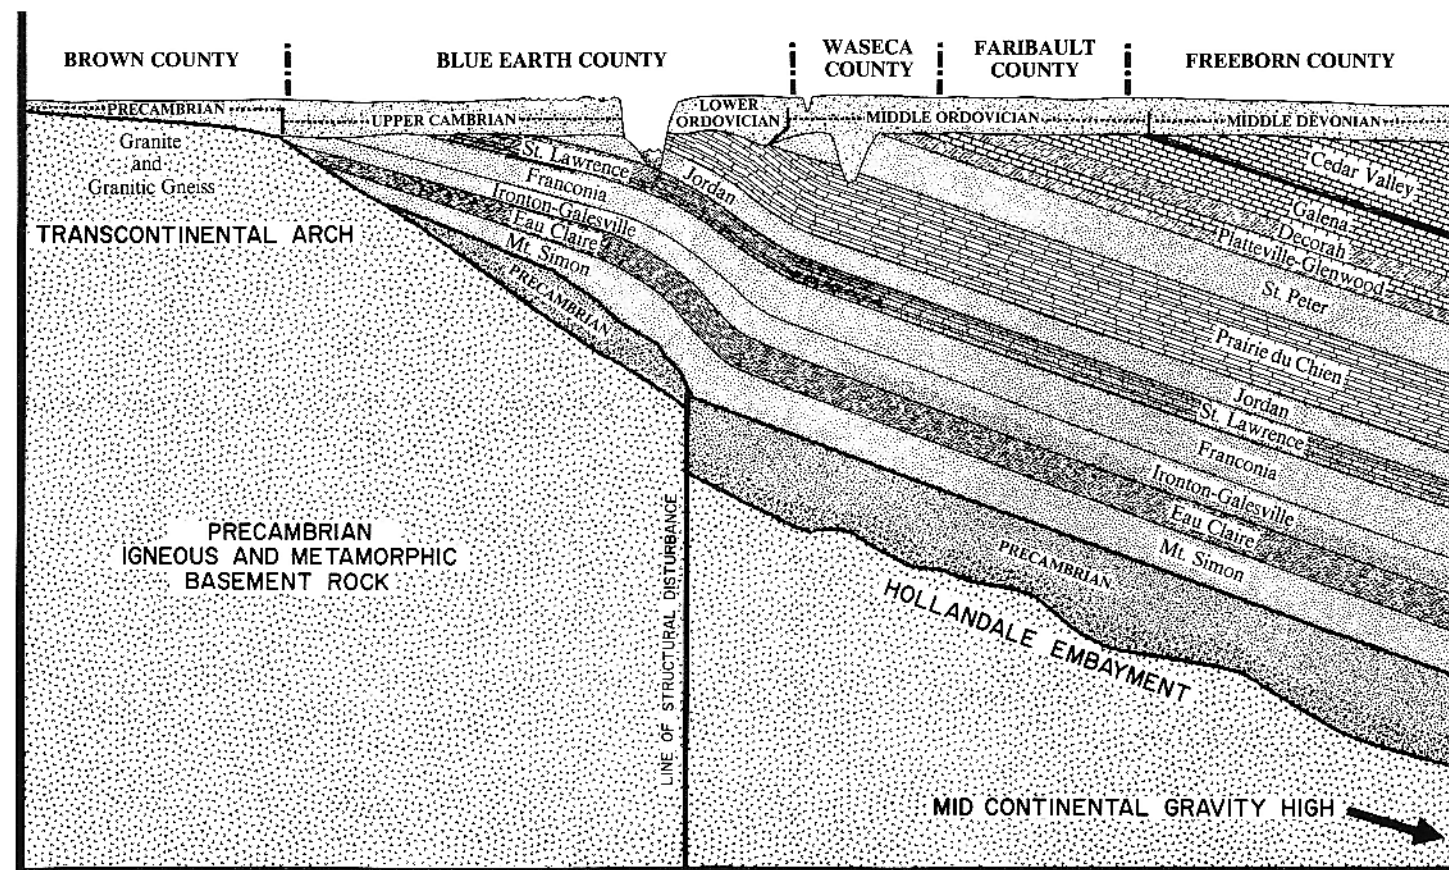 BROWN COUNTY
BLUE EARTH COUNTY
WASECA
COUNTY
FARIBAULT
COUNTY
FREEBORN COUNTY
PRECAMBRIAN
UPPER CAMBRIAN
LOWER
ORDOVICIAN
MIDDLE ORDOVICIAN
MIDDLE DEVONIAN
Granite
and
Granitic Gneiss
TRANSCONTINENTAL ARCH
St. Lawrence
Franconia
Ironton-Galesville
Eau Claire
Mt. Simon
PRECAMBRIAN
Jordan
Cedar Valley
Galena
Decorah
Platteville-Glenwood
St. Peter
Prairie du Chien
Jordan
St. Lawrence
Franconia
Ironton-Galesville
Eau Claire
Mt. Simon
PRECAMBRIAN
PRECAMBRIAN
IGNEOUS AND METAMORPHIC
BASEMENT ROCK
LINE OF STRUCTURAL DISTURBANCE
HOLLANDALE EMBAYMENT
MID CONTINENTAL GRAVITY HIGH